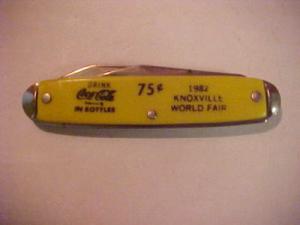 DRINK
Coca-Cola
IN BOTTLES
75¢
1982
KNOXVILLE
WORLD FAIR